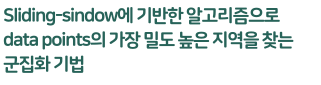 Sliding-sindow에 기반한 알고리즘으로
data points의 가장 밀도 높은 지역을 찾는
군집화 기법